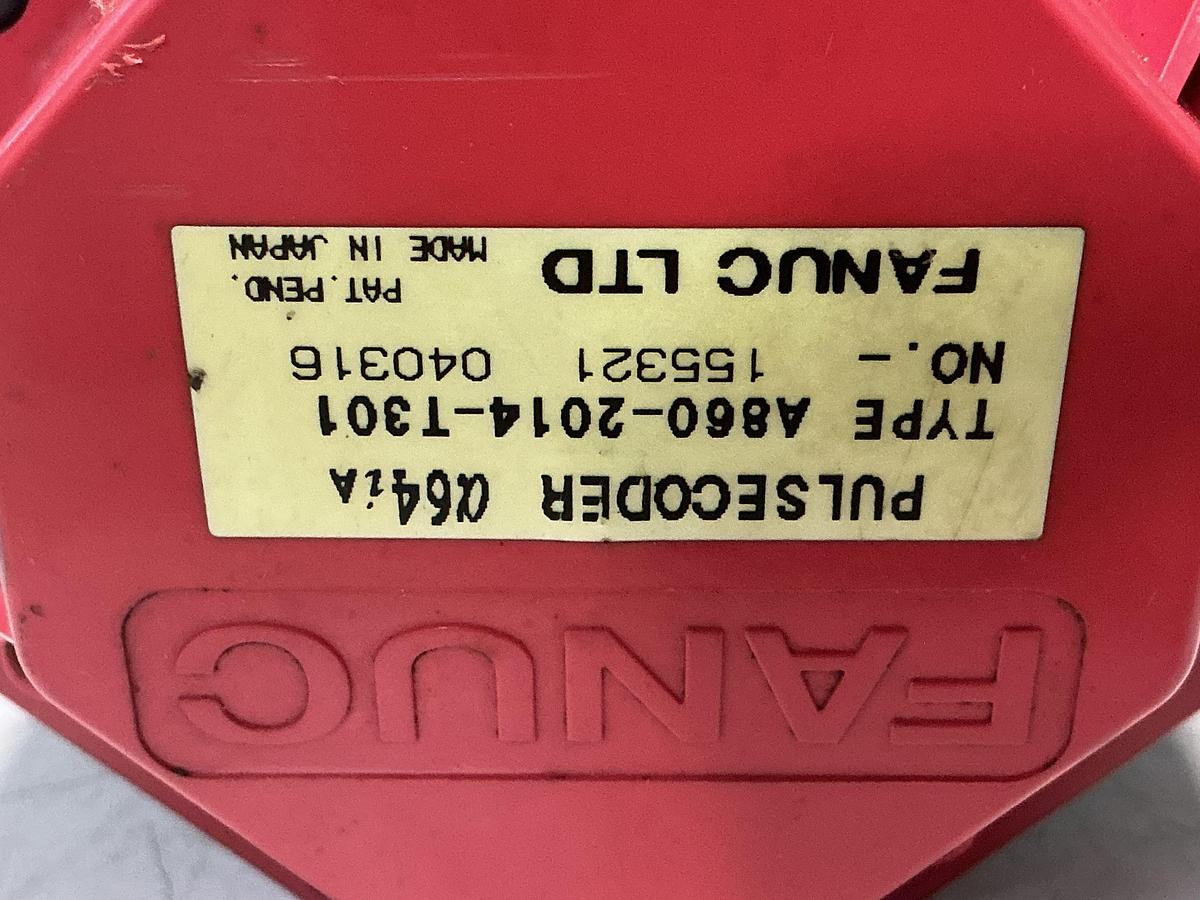 FANUC
PULSECODER α64iA
TYPE A860-2014-T301
NO.- 155321 040316
FANUC LTD
PAT.PEND.
MADE IN JAPAN